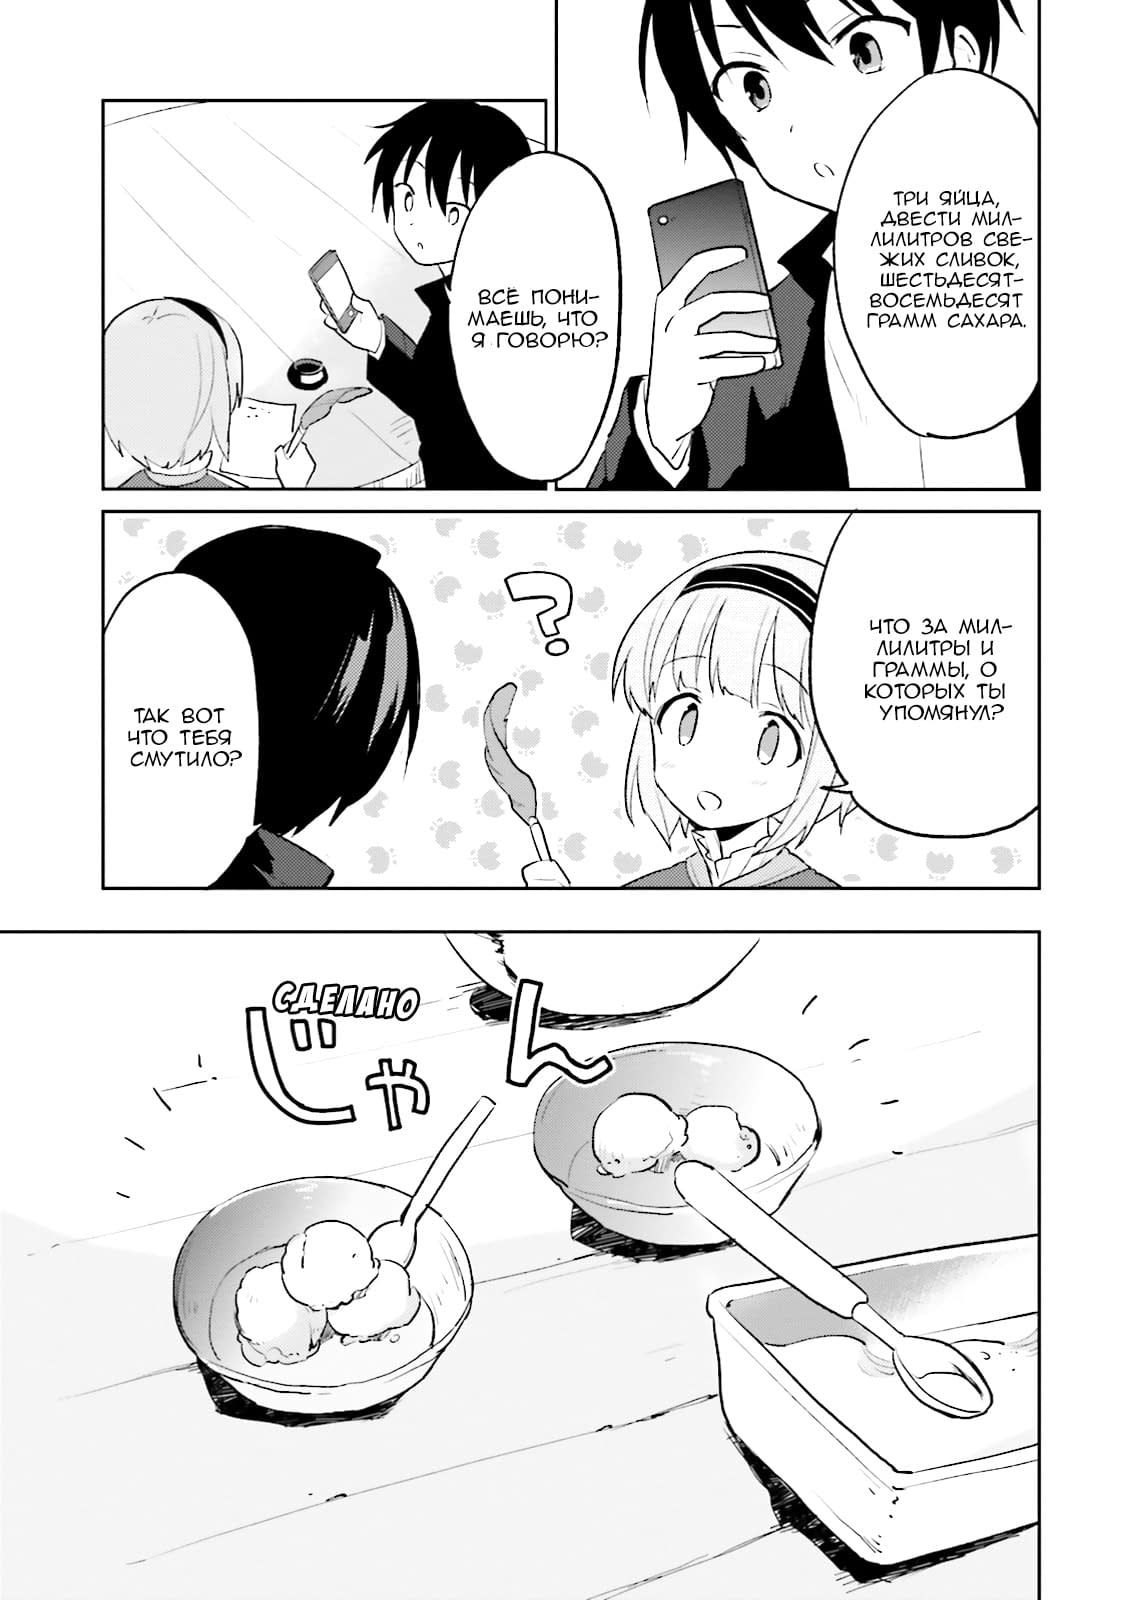 ТРИ ЯЙЦА,
ДВЕСТИ МИЛ-
ЛИЛИТРОВ СВЕ-
ЖИХ СЛИВОК,
ШЕСТЬДЕСЯТ-
ВОСЕМЬДЕСЯТ
ГРАММ САХАРА.
ВСЁ ПОНИ-
МАЕШЬ, ЧТО
Я ГОВОРЮ?
ЧТО ЗА МИЛ-
ЛИЛИТРЫ И
ГРАММЫ, О
КОТОРЫХ ТЫ
УПОМЯНУЛ?
?
ТАК ВОТ
ЧТО ТЕБЯ
СМУТИЛО?
СДЕЛАНО
じゃん